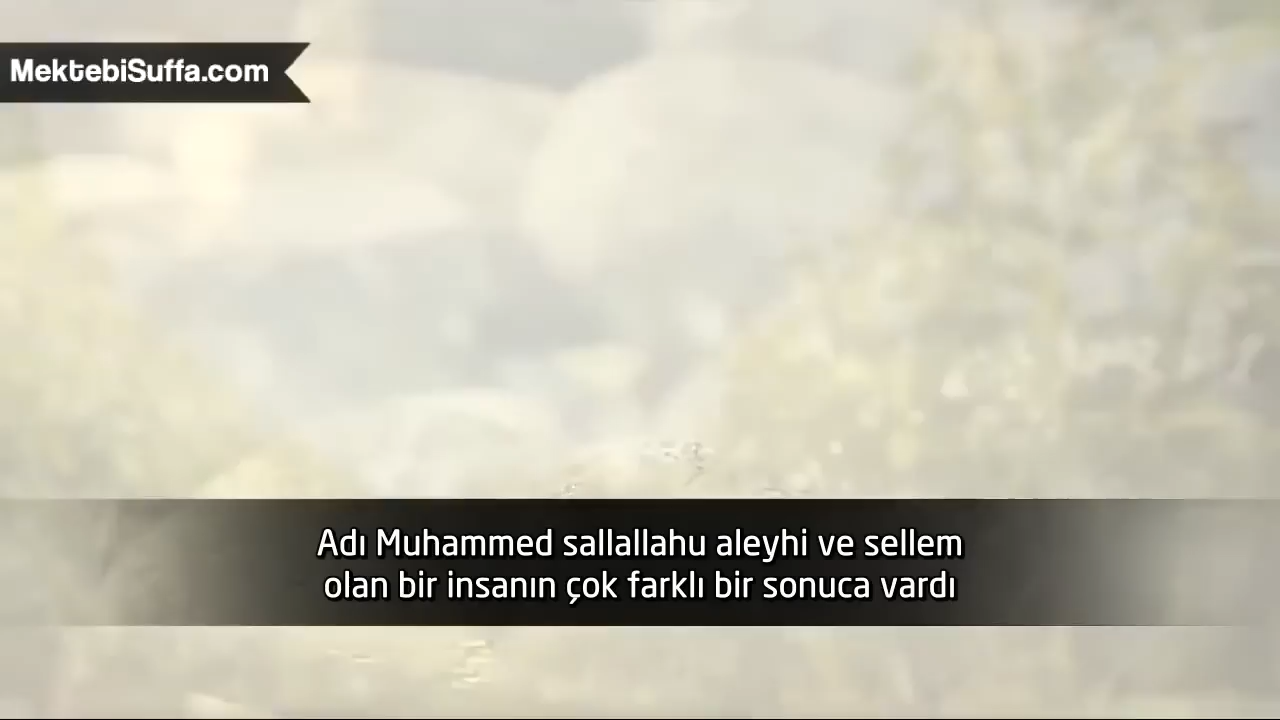 MektebiSuffa.com
Adı Muhammed sallallahu aleyhi ve sellem
olan bir insanın çok farklı bir sonuca vardı